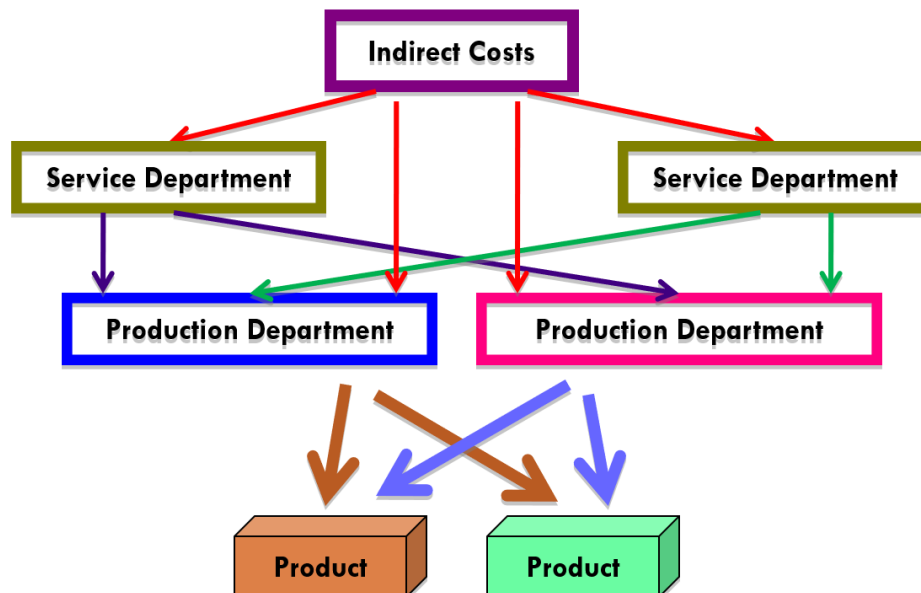 Indirect Costs
Service Department
Service Department
Production Department
Production Department
Product
Product